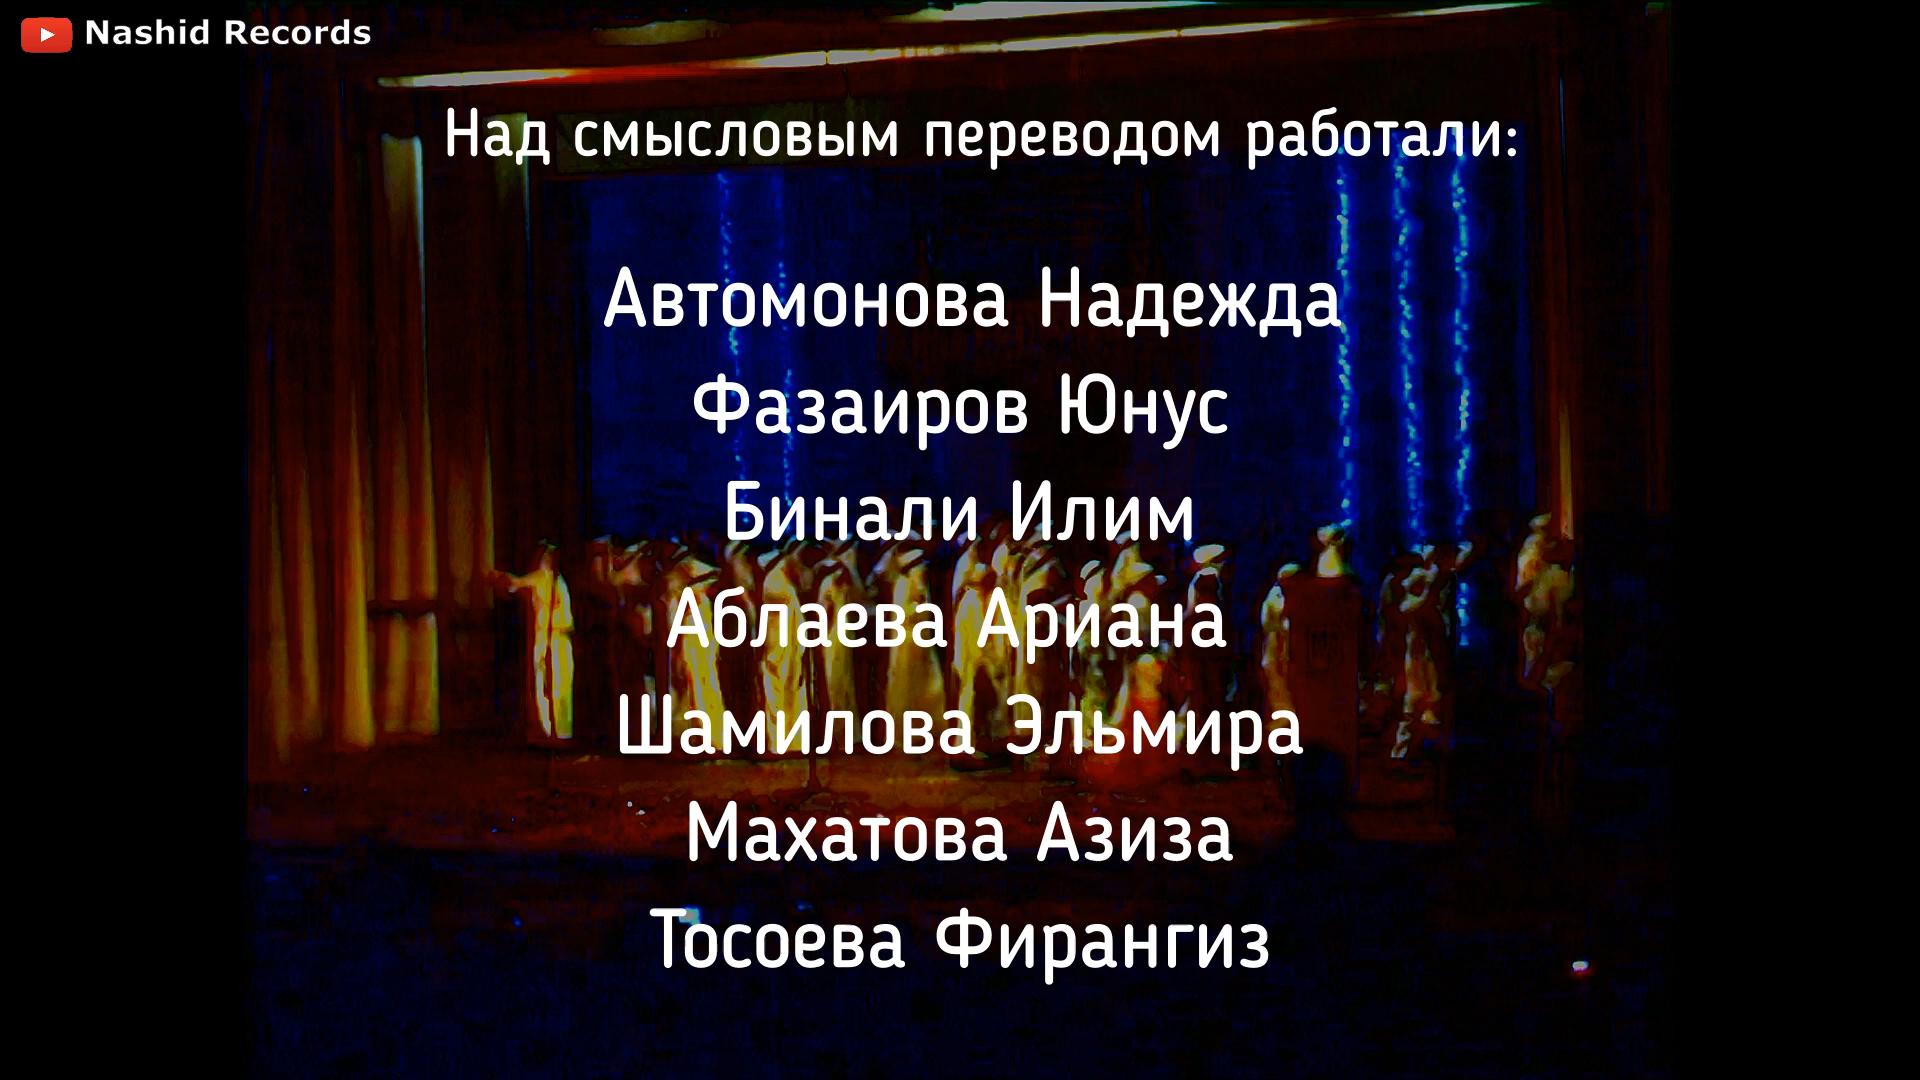 Nashid Records
Над смысловым переводом работали:
Автомонова Надежда
Фазаиров Юнус
Бинали Илим
Аблаева Ариана
Шамилова Эльмира
Махатова Азиза
Тосоева Фирангиз